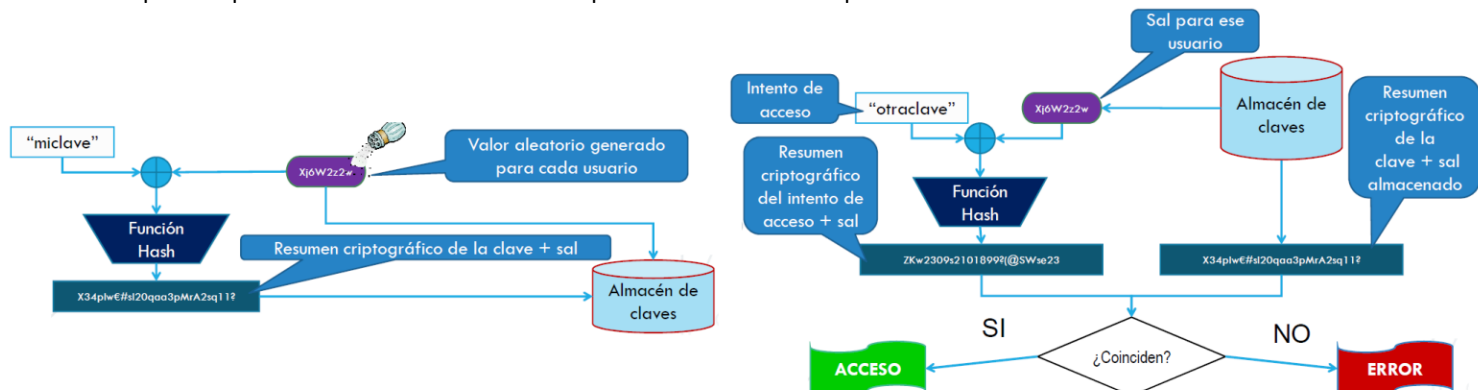 "miclave"
Xj6W2z2w
Valor aleatorio generado
para cada usuario
Función
Hash
Resumen criptográfico de la clave + sal
X34plw€#sl20qaa3pMrA2sq11?
Almacén de
claves
Sal para ese
usuario
Intento de
acceso
"otraclave"
Xj6W2z2w
Almacén de
claves
Resumen
criptográfico
de la
clave + sal
almacenado
Resumen
criptográfico
del intento de
acceso + sal
Función
Hash
ZKw2309s2101899?(@SWse23
X34plw€#sl20qaa3pMrA2sq11?
SI
NO
¿Coinciden?
ACCESO
ERROR